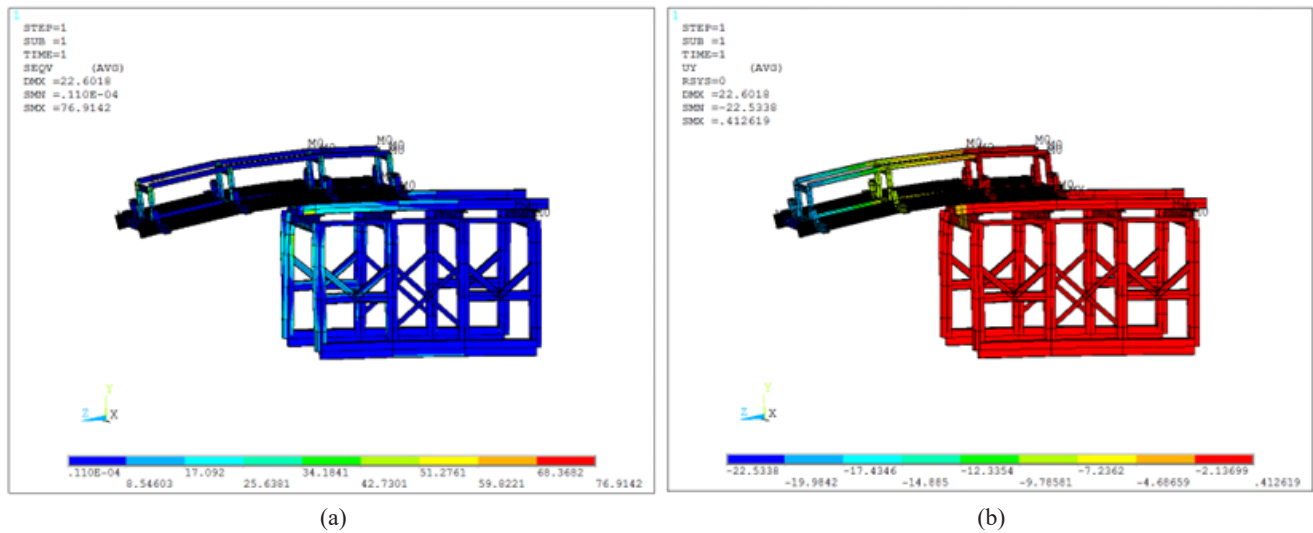 1
STEP=1
SUB =1
TIME=1
SEQV (AVG)
DMX =22.6018
SMN =.110E-04
SMX =76.9142
Y
Z
X
.110E-04 17.092 34.1841 51.2761 68.3682
8.54603 25.6381 42.7301 59.8221 76.9142
(a)
1
STEP=1
SUB =1
TIME=1
UY (AVG)
RSYS=0
DMX =22.6018
SMN =-22.5338
SMX =.412619
Y
Z
X
-22.5338 -17.4346 -12.3354 -7.2362 -2.13699
-19.9842 -14.885 -9.78581 -4.68659 .412619
(b)